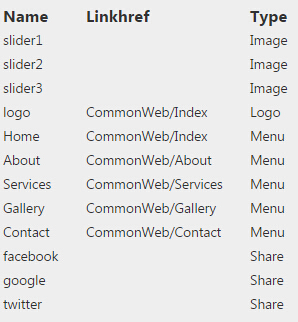 Name Linkhref Type
slider1 Image
slider2 Image
slider3 Image
logo CommonWeb/Index Logo
Home CommonWeb/Index Menu
About CommonWeb/About Menu
Services CommonWeb/Services Menu
Gallery CommonWeb/Gallery Menu
Contact CommonWeb/Contact Menu
facebook Share
google Share
twitter Share